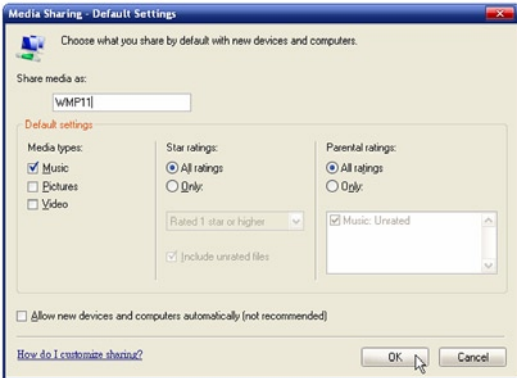 Media Sharing - Default Settings
Choose what you share by default with new devices and computers.
Share media as:
WMP11
Default settings
Media types:
Music
Pictures
Video
Star ratings:
All ratings
Only:
Rated 1 star or higher
Include unrated files
Parental ratings:
All ratings
Only:
Music: Unrated
Allow new devices and computers automatically (not recommended)
How do I customize sharing?
OK
Cancel